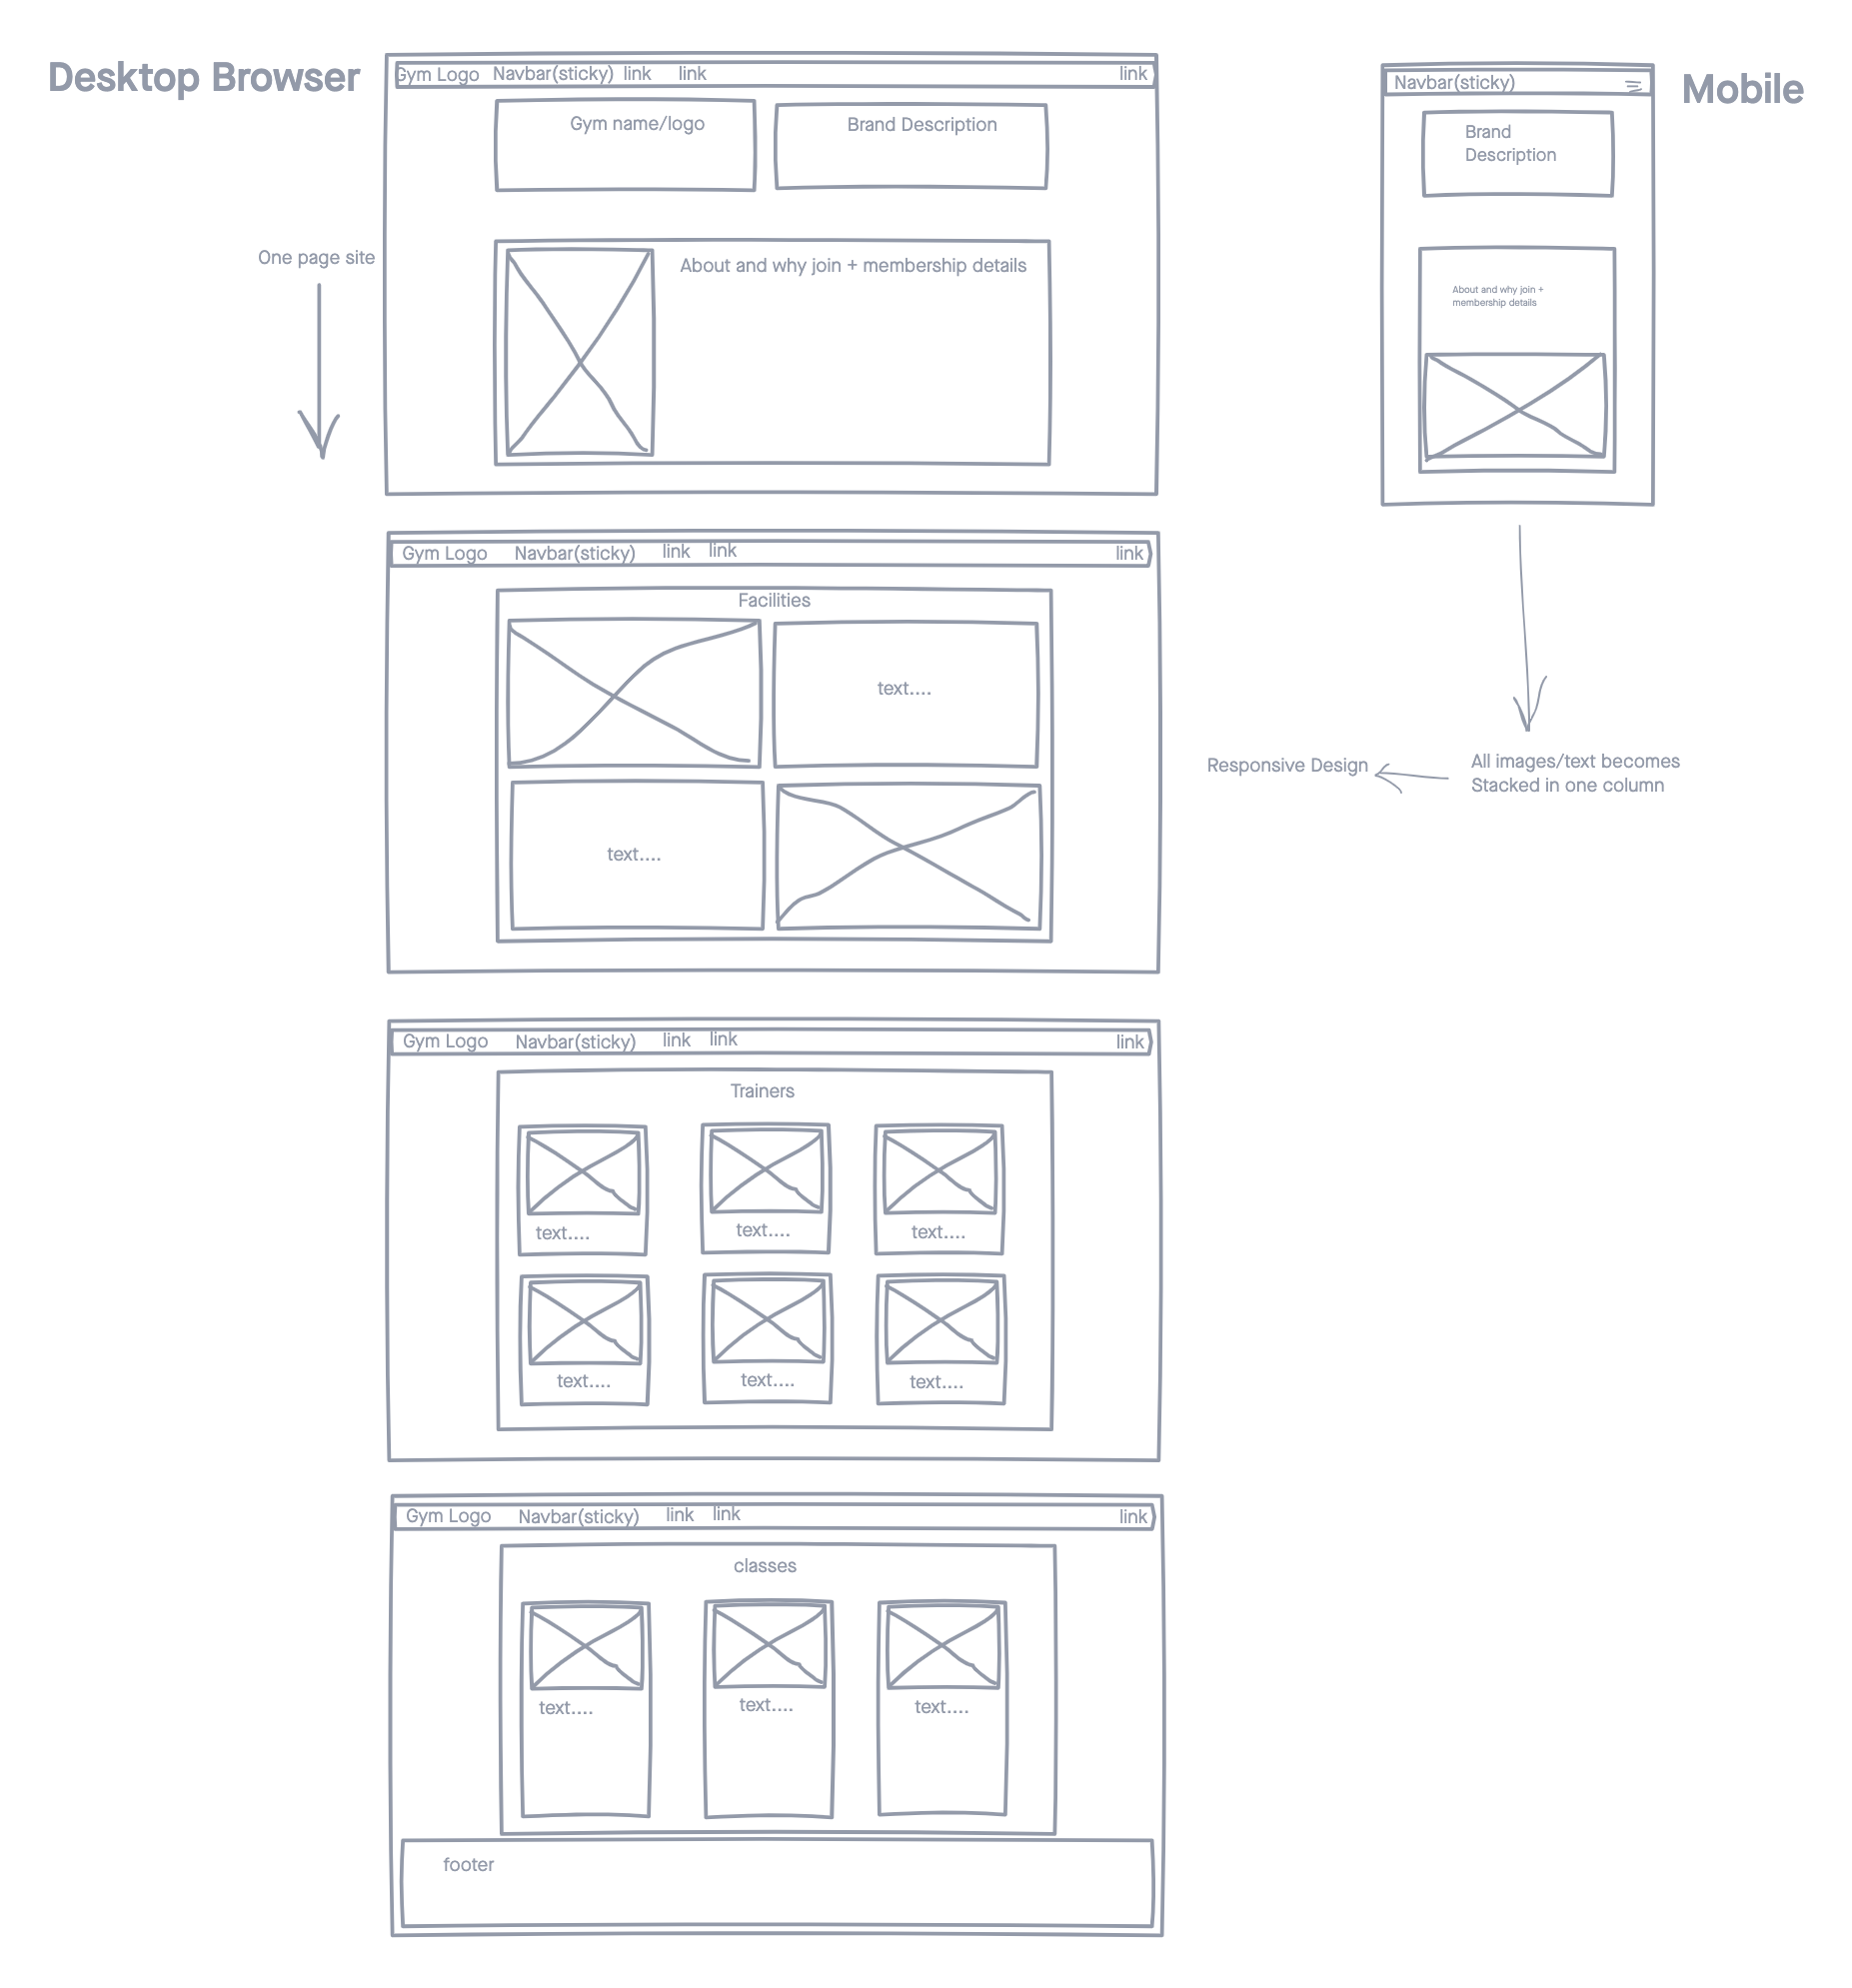 Desktop Browser
Mobile
Gym Logo Navbar(sticky) link link link
Gym name/logo
Brand Description
One page site
About and why join + membership details
Navbar(sticky)
Brand
Description
About and why join +
membership details
Gym Logo Navbar(sticky) link link link
Facilities
text....
text....
Responsive Design
All images/text becomes
Stacked in one column
Gym Logo Navbar(sticky) link link link
Trainers
text.... text.... text....
text.... text.... text....
Gym Logo Navbar(sticky) link link link
classes
text.... text.... text....
footer